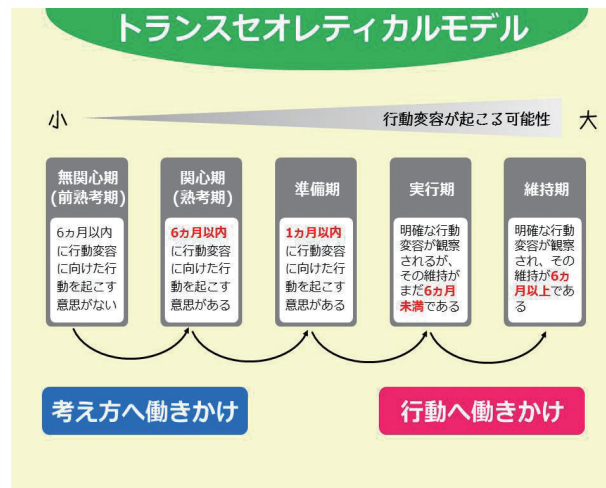 トランスセオレティカルモデル
小
行動変容が起こる可能性
大
無関心期
(前熟考期)
6ヵ月以内
に行動変容
に向けた行
動を起こす
意思がない
関心期
(熟考期)
6ヵ月以内
に行動変容
に向けた行
動を起こす
意思がある
準備期
1ヵ月以内
に行動変容
に向けた行
動を起こす
意思がある
実行期
明確な行動
変容が観察
されるが、
その維持が
まだ6ヵ月
未満である
維持期
明確な行動
変容が観察
され、その
維持が6カ
月以上であ
る
考え方へ働きかけ
行動へ働きかけ